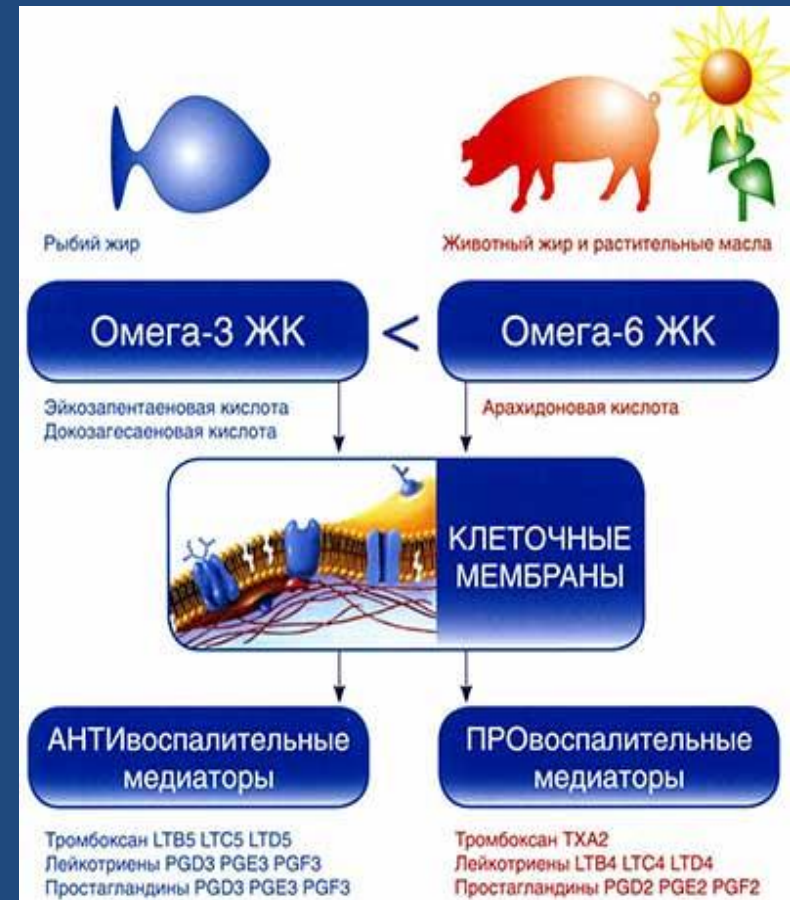 Рыбий жир
Животный жир и растительные масла
Омега-3 ЖК
<
Омега-6 ЖК
Эйкозапентаеновая кислота
Докозагесаеновая кислота
Арахидоновая кислота
КЛЕТОЧНЫЕ
МЕМБРАНЫ
АНТИвоспалительные
медиаторы
ПРОвоспалительные
медиаторы
Тромбоксан LTB5 LTC5 LTD5
Лейкотриены PGD3 PGE3 PGF3
Простагландины PGD3 PGE3 PGF3
Тромбоксан TXA2
Лейкотриены LTB4 LTC4 LTD4
Простагландины PGD2 PGE2 PGF2